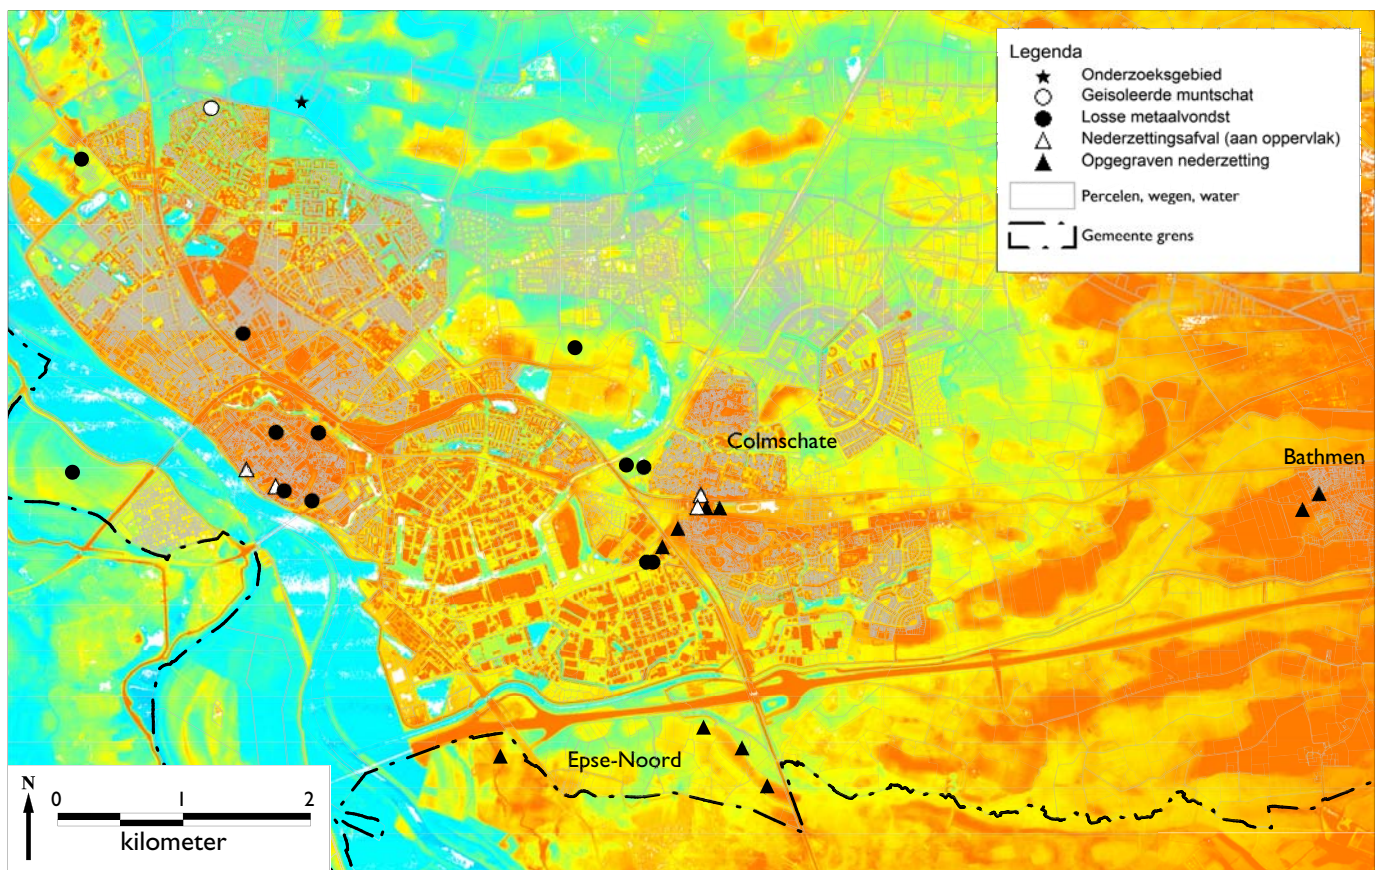 Legenda
Onderzoeksgebied
Geisoleerde muntschat
Losse metaalvondst
Nederzettingsafval (aan oppervlak)
Opgegraven nederzetting
Percelen, wegen, water
Gemeente grens
Colmschate
Bathmen
Epse-Noord
N
0 1 2
kilometer